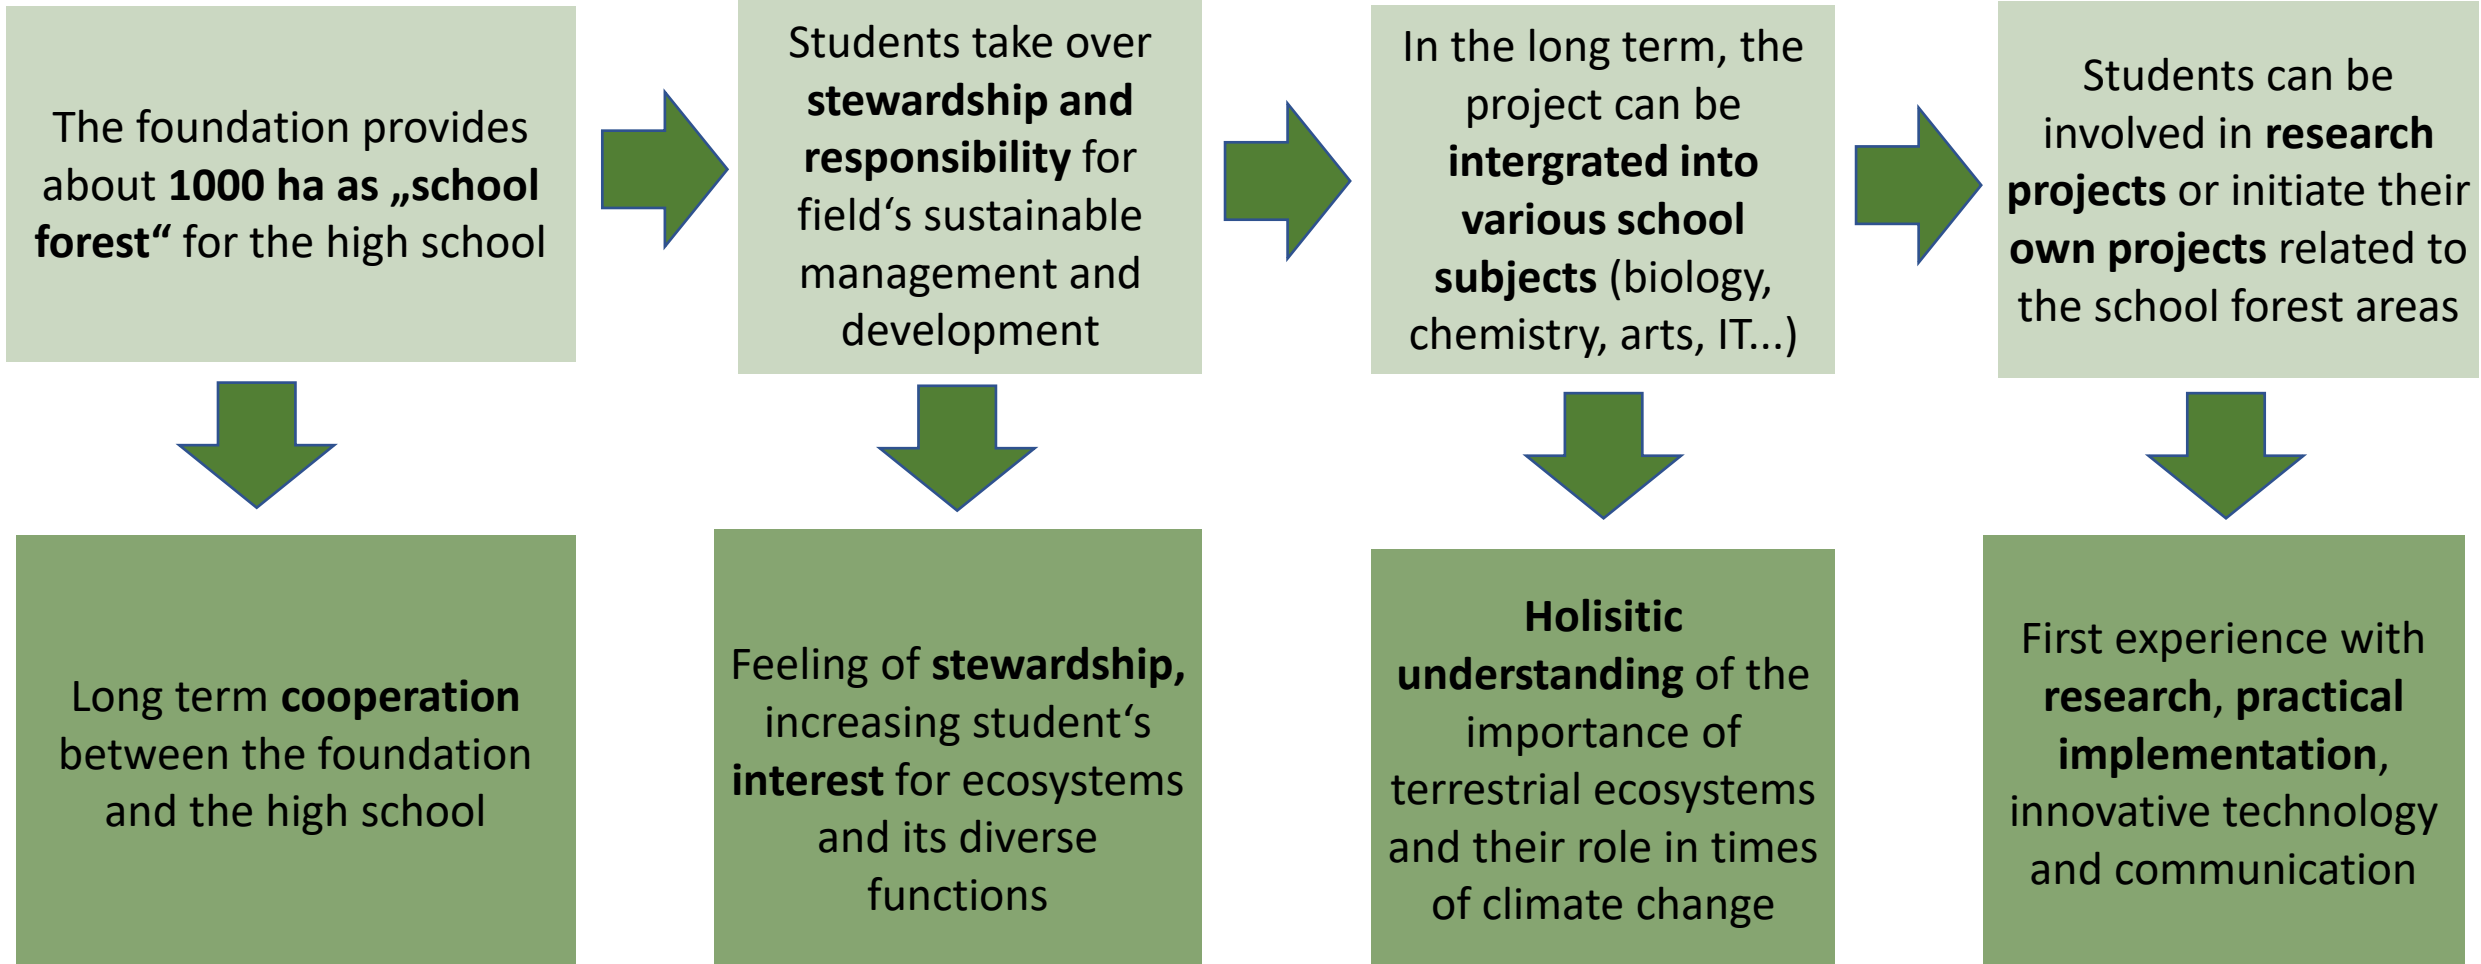 The foundation provides
about 1000 ha as „school
forest“ for the high school
Students take over
stewardship and
responsibility for
field‘s sustainable
management and
development
In the long term, the
project can be
intergrated into
various school
subjects (biology,
chemistry, arts, IT...)
Students can be
involved in research
projects or initiate their
own projects related to
the school forest areas
Long term cooperation
between the foundation
and the high school
Feeling of stewardship,
increasing student‘s
interest for ecosystems
and its diverse
functions
Holisitic
understanding of the
importance of
terrestrial ecosystems
and their role in times
of climate change
First experience with
research, practical
implementation,
innovative technology
and communication